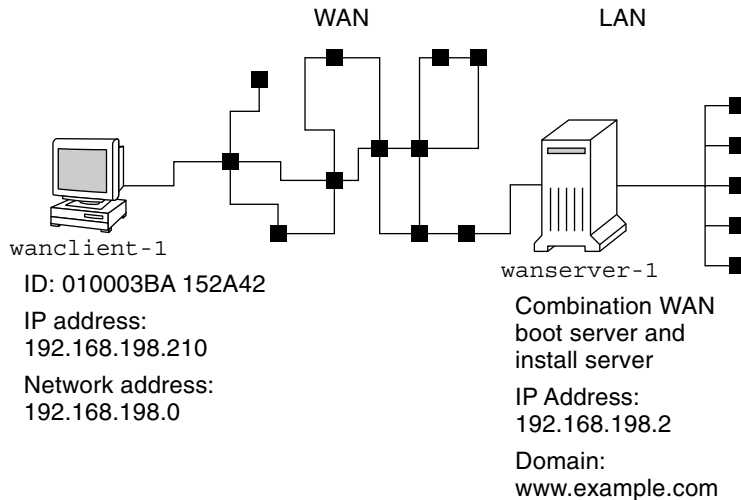 WAN
LAN
wanclient-1
ID: 010003BA 152A42
IP address:
192.168.198.210
Network address:
192.168.198.0
wanserver-1
Combination WAN
boot server and
install server
IP Address:
192.168.198.2
Domain:
www.example.com